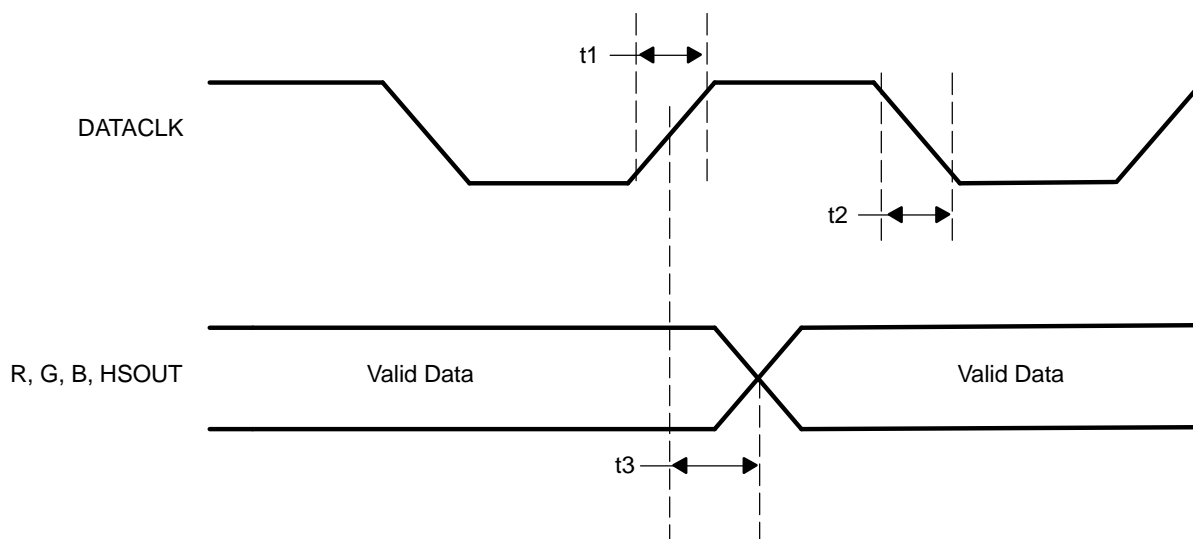 t1
DATACLK
t2
R, G, B, HSOUT
Valid Data
Valid Data
t3